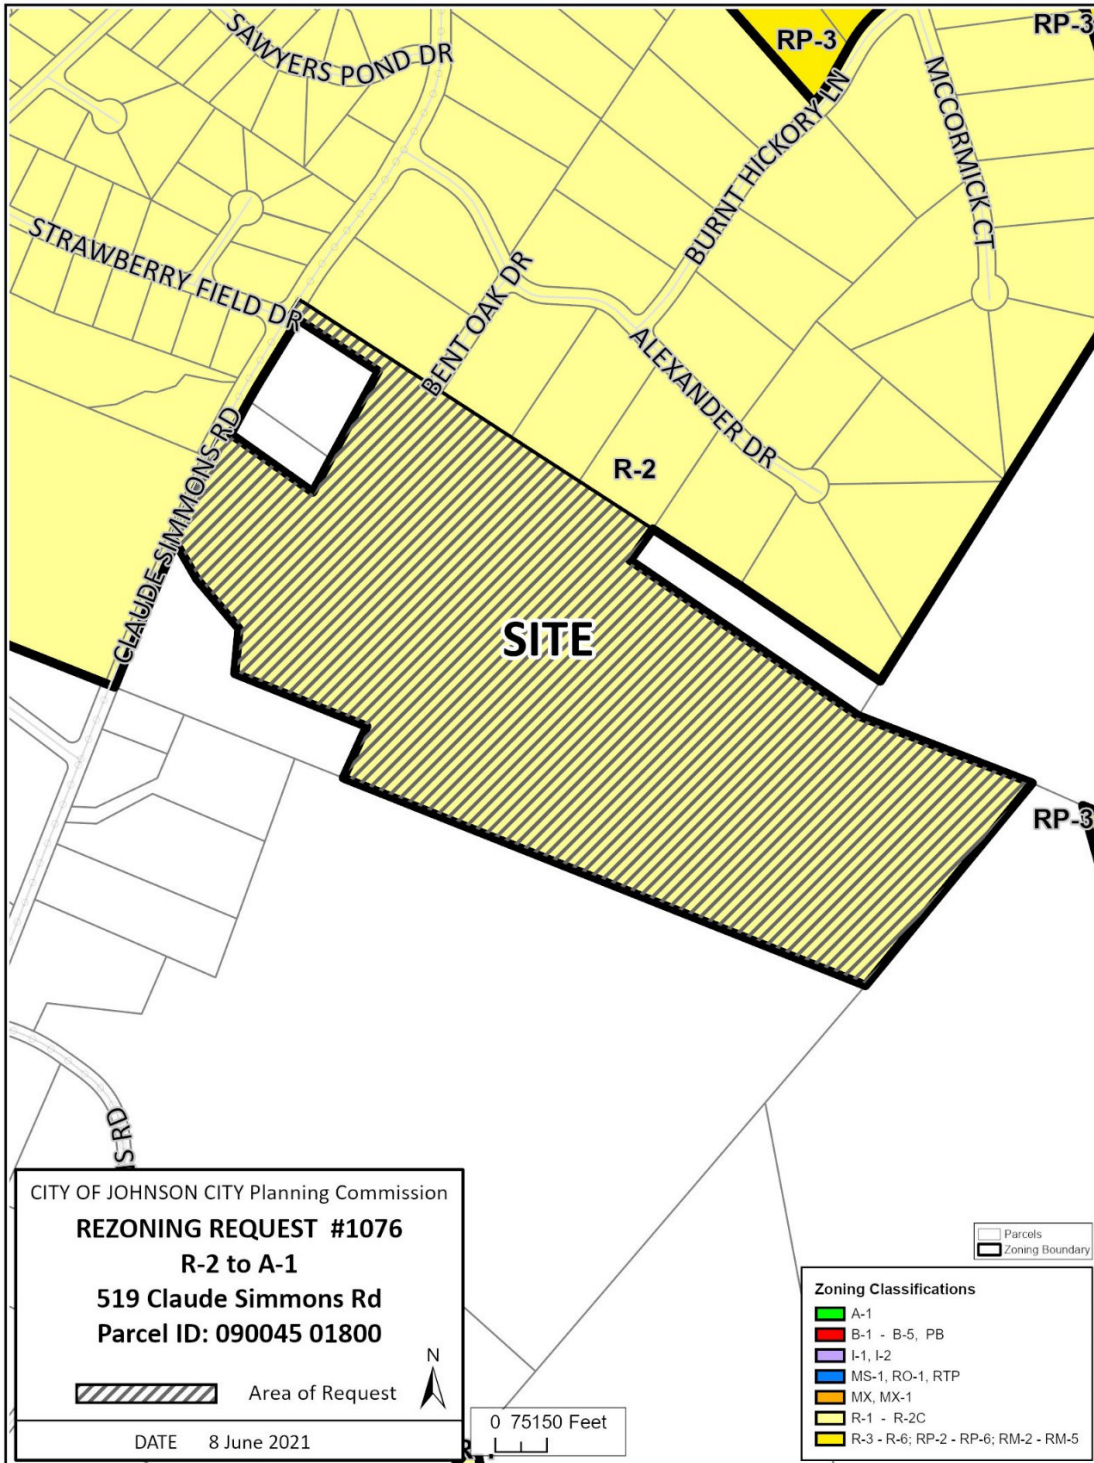 RP-3
RP-3
SAWYERS POND DR
MCCORMICK CT
BURNT HICKORY LN
STRAWBERRY FIELD DR
BENT OAK DR
ALEXANDER DR
R-2
CLAUDE SIMMONS RD
SITE
RP-3
CITY OF JOHNSON CITY Planning Commission
REZONING REQUEST #1076
R-2 to A-1
519 Claude Simmons Rd
Parcel ID: 090045 01800
N
Area of Request
DATE 8 June 2021
0 75150 Feet
Parcels
Zoning Boundary
Zoning Classifications
A-1
B-1 - B-5, PB
I-1, I-2
MS-1, RO-1, RTP
MX, MX-1
R-1 - R-2C
R-3 - R-6; RP-2 - RP-6; RM-2 - RM-5